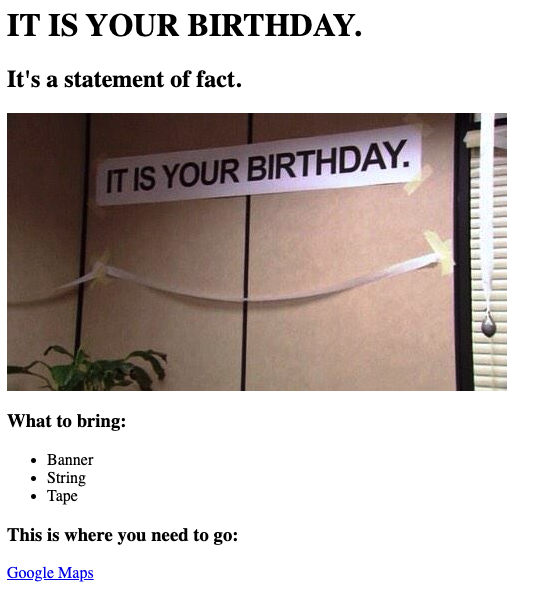 IT IS YOUR BIRTHDAY.
It's a statement of fact.
IT IS YOUR BIRTHDAY.
What to bring:
Banner
String
Tape
This is where you need to go:
Google Maps